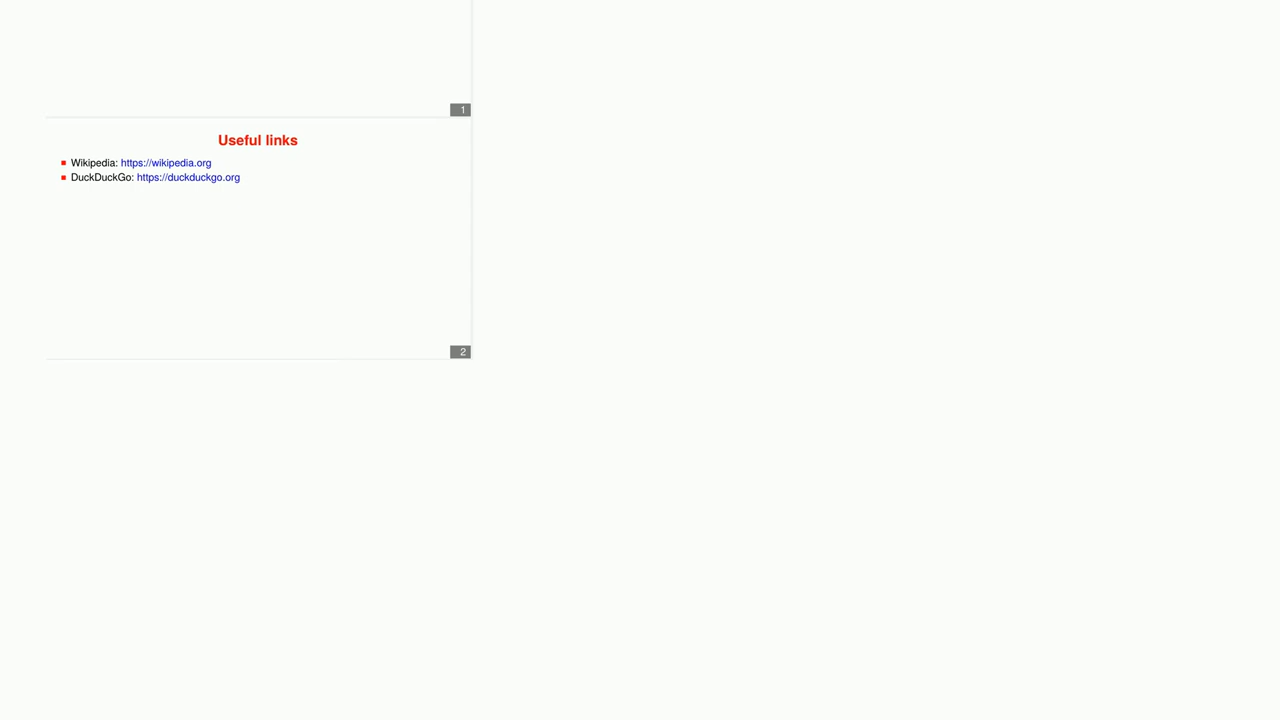 1
Useful links
Wikipedia: https://wikipedia.org
DuckDuckGo: https://duckduckgo.org
2